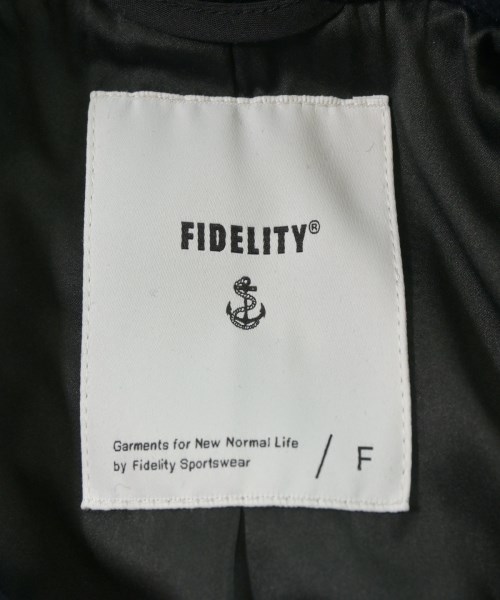 FIDELITY®
Garments for New Normal Life
by Fidelity Sportswear
/ F